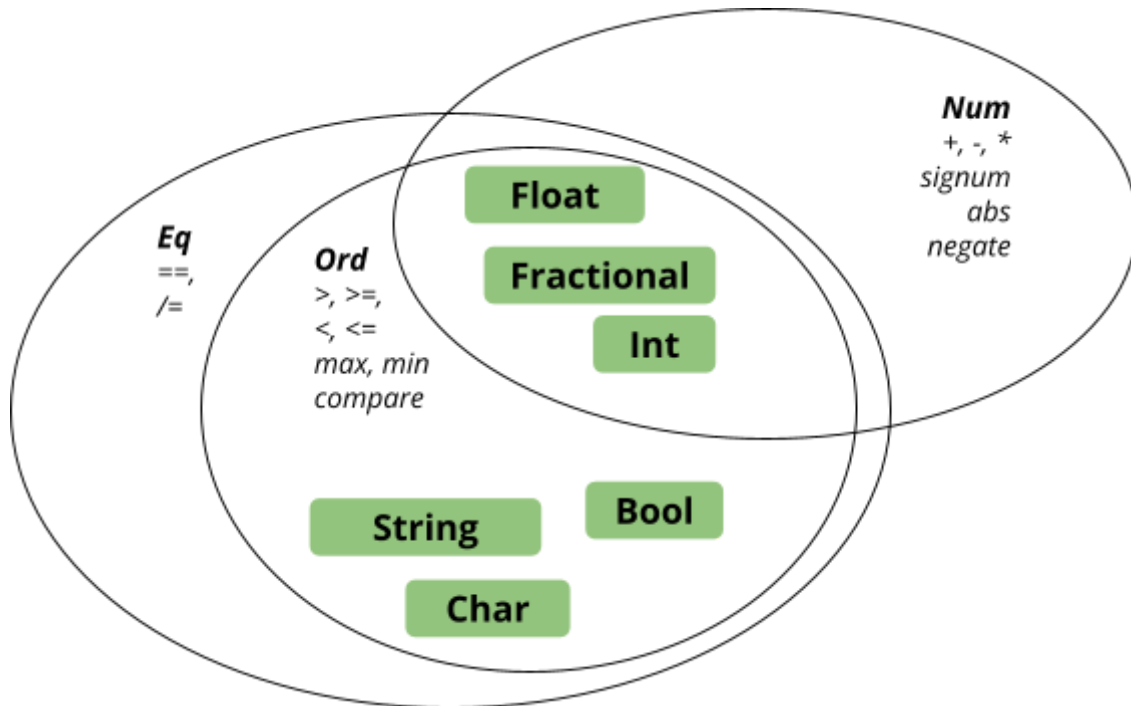 Num
+, -, *
signum
abs
negate
Eq
==,
/=
Ord
>, >=,
<, <=
max, min
compare
Float
Fractional
Int
String
Bool
Char